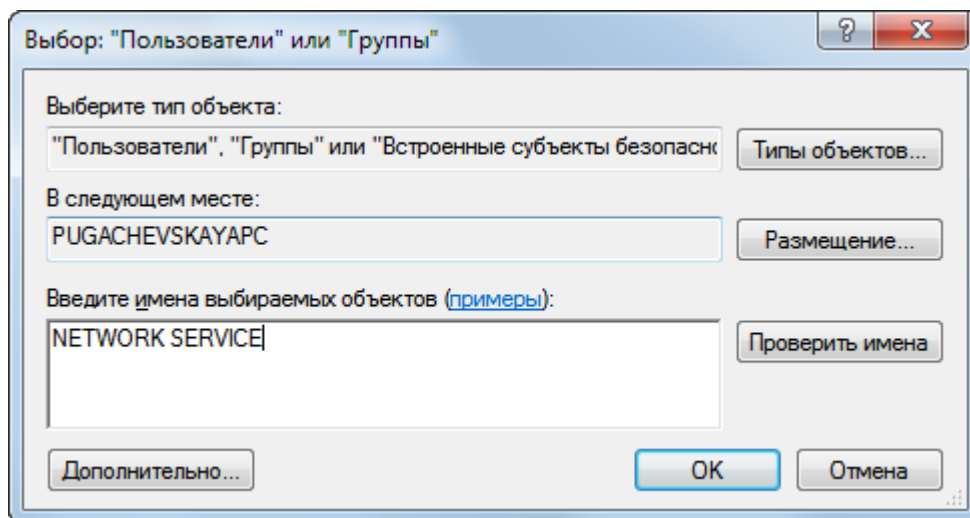 Выбор: "Пользователи" или "Группы"
Выберите тип объекта:
"Пользователи", "Группы" или "Встроенные субъекты безопасно
Типы объектов...
В следующем месте:
PUGACHEVSKAYAPC
Размещение...
Введите имена выбираемых объектов (примеры):
NETWORK SERVICE
Проверить имена
Дополнительно...
ОК
Отмена